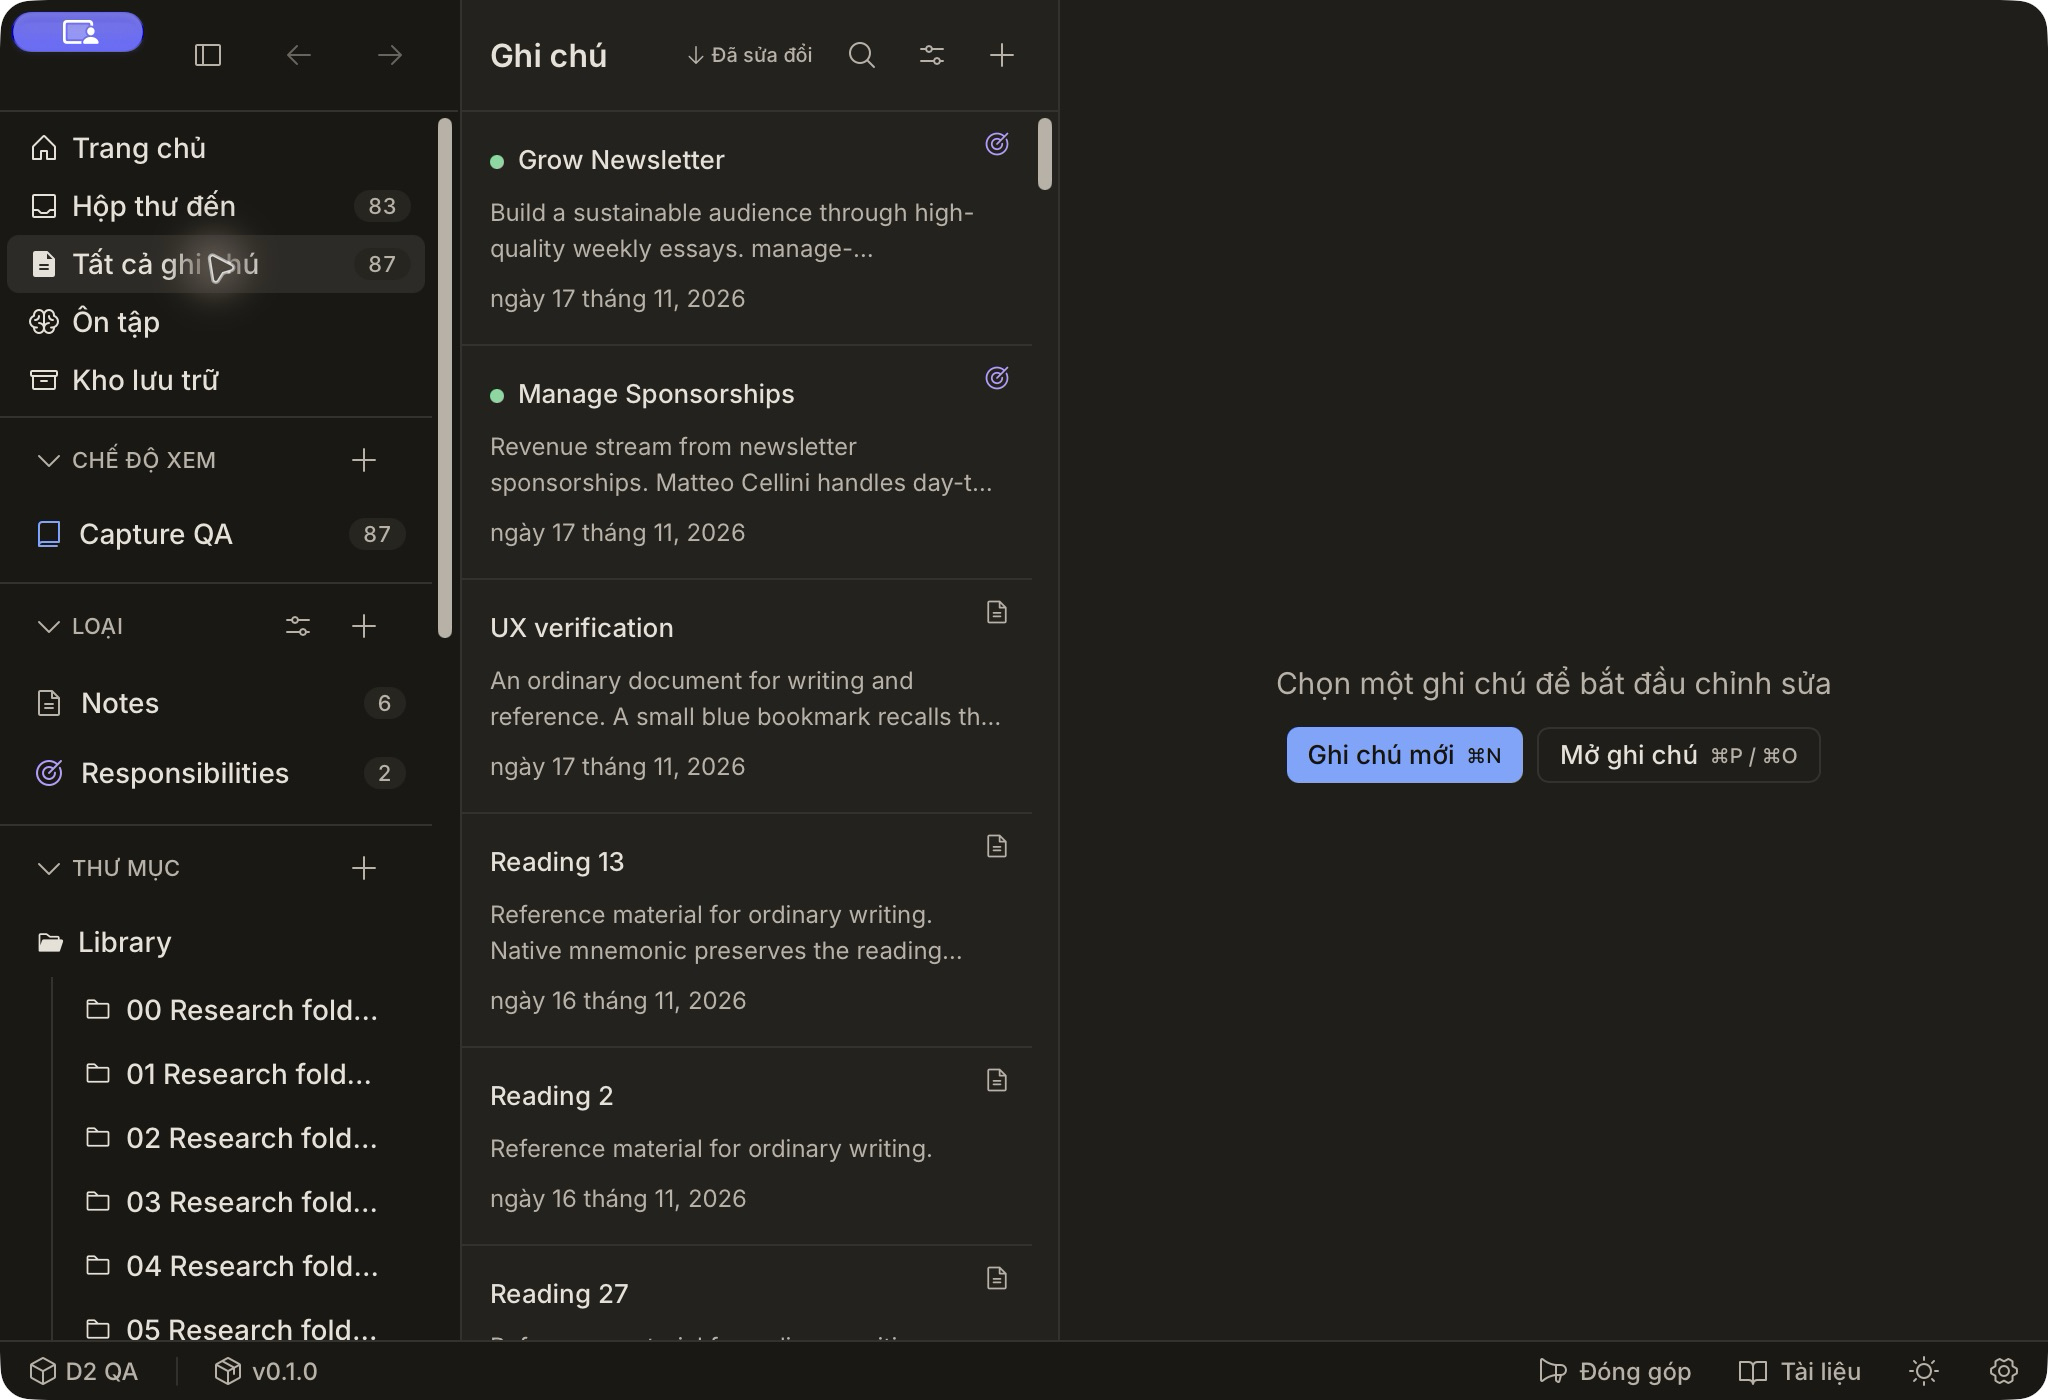 Ghi chú
Đã sửa đổi
Trang chủ
Hộp thư đến
83
Tất cả ghi chú
87
Ôn tập
Kho lưu trữ
CHẾ ĐỘ XEM
Capture QA
87
LOẠI
Notes
6
Responsibilities
2
THƯ MỤC
Library
00 Research fold...
01 Research fold...
02 Research fold...
03 Research fold...
04 Research fold...
05 Research fold...
Grow Newsletter
Build a sustainable audience through high-
quality weekly essays. manage-...
ngày 17 tháng 11, 2026
Manage Sponsorships
Revenue stream from newsletter
sponsorships. Matteo Cellini handles day-t...
ngày 17 tháng 11, 2026
UX verification
An ordinary document for writing and
reference. A small blue bookmark recalls th...
ngày 17 tháng 11, 2026
Reading 13
Reference material for ordinary writing.
Native mnemonic preserves the reading...
ngày 16 tháng 11, 2026
Reading 2
Reference material for ordinary writing.
ngày 16 tháng 11, 2026
Reading 27
Chọn một ghi chú để bắt đầu chỉnh sửa
Ghi chú mới ⌘N
Mở ghi chú ⌘P / ⌘O
D2 QA
v0.1.0
Đóng góp
Tài liệu